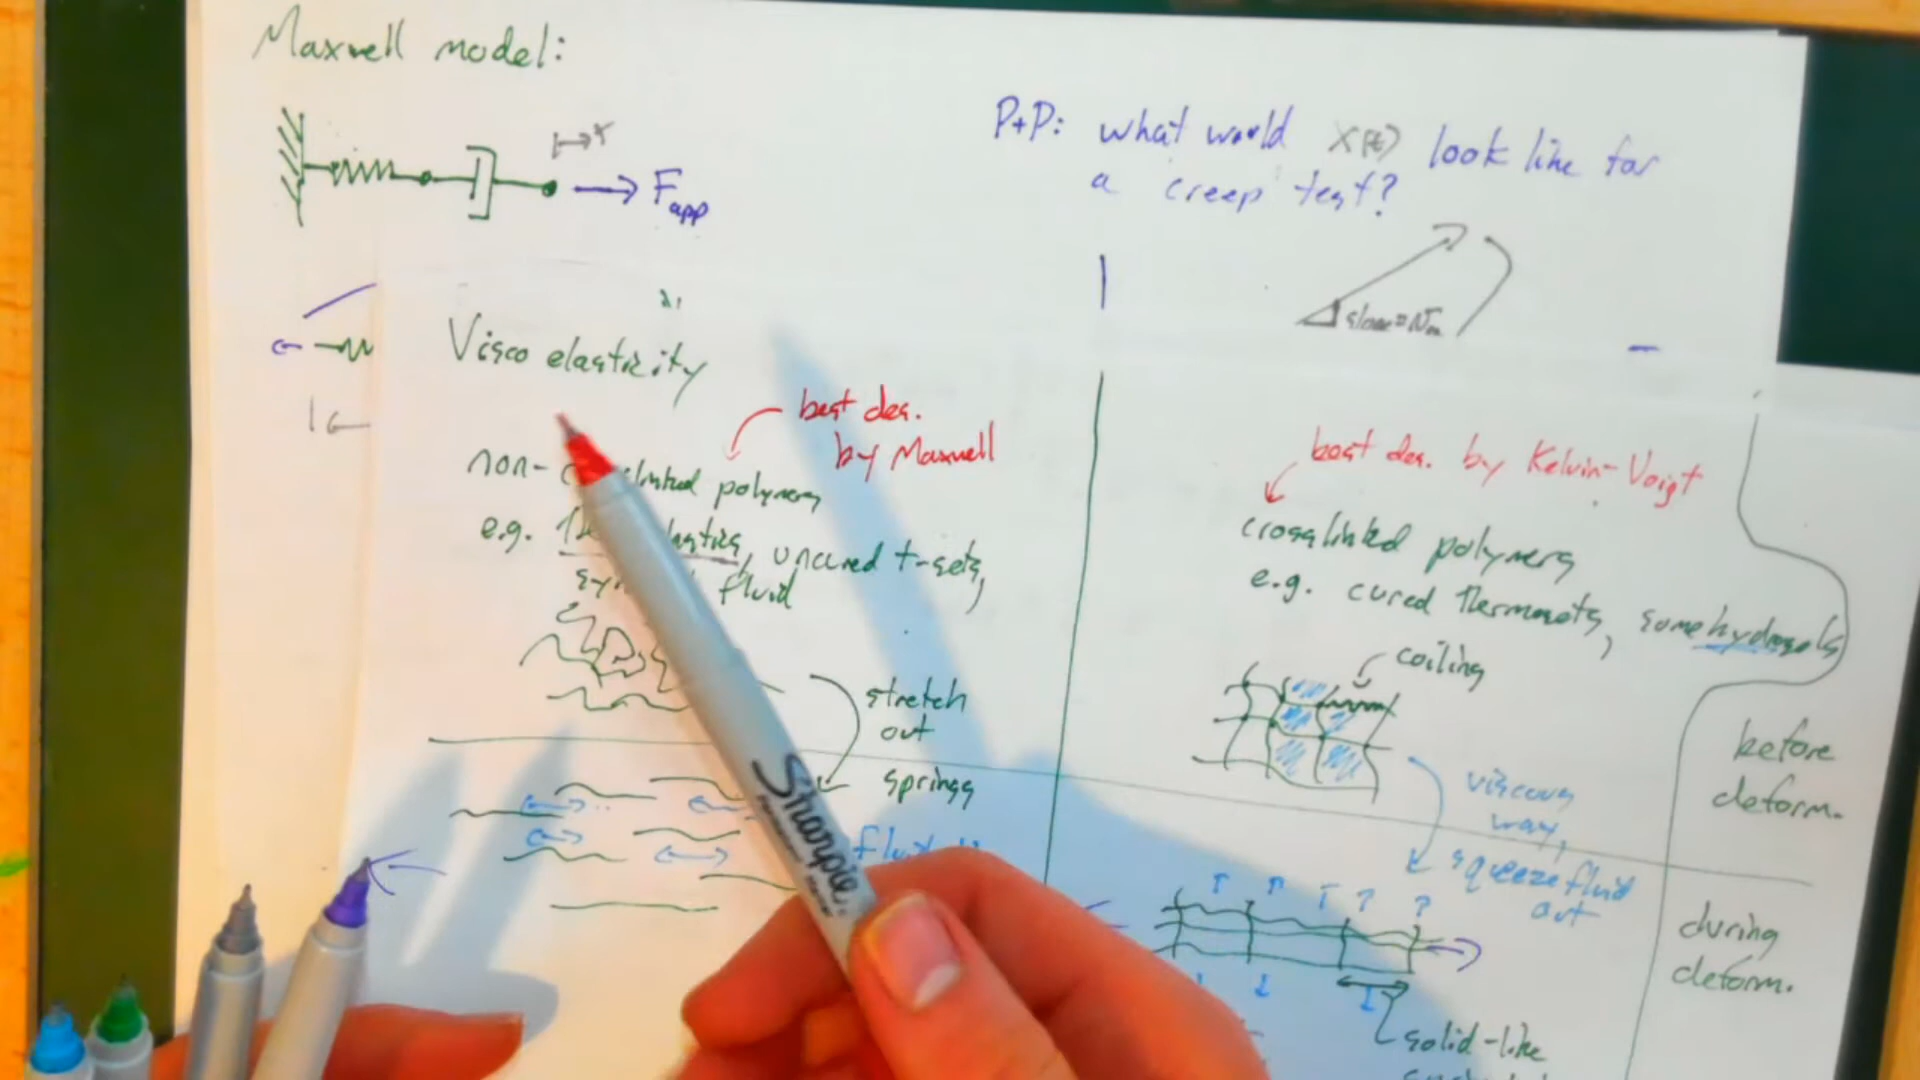 Maxwell model:
x
F app
P+P: what would x(t) look like for
a creep test?
slope =
Visco elasticity
best des.
by Maxwell
non- polymers
e.g. , uncured t-sets,
fluid
stretch
out
springs
best des. by Kelvin-Voigt
crosslinked polymers
e.g. cured thermosets, some hydrogels
coiling
before
deform.
viscous
way,
squeeze fluid
out
during
deform.
solid-like
Sharpie.